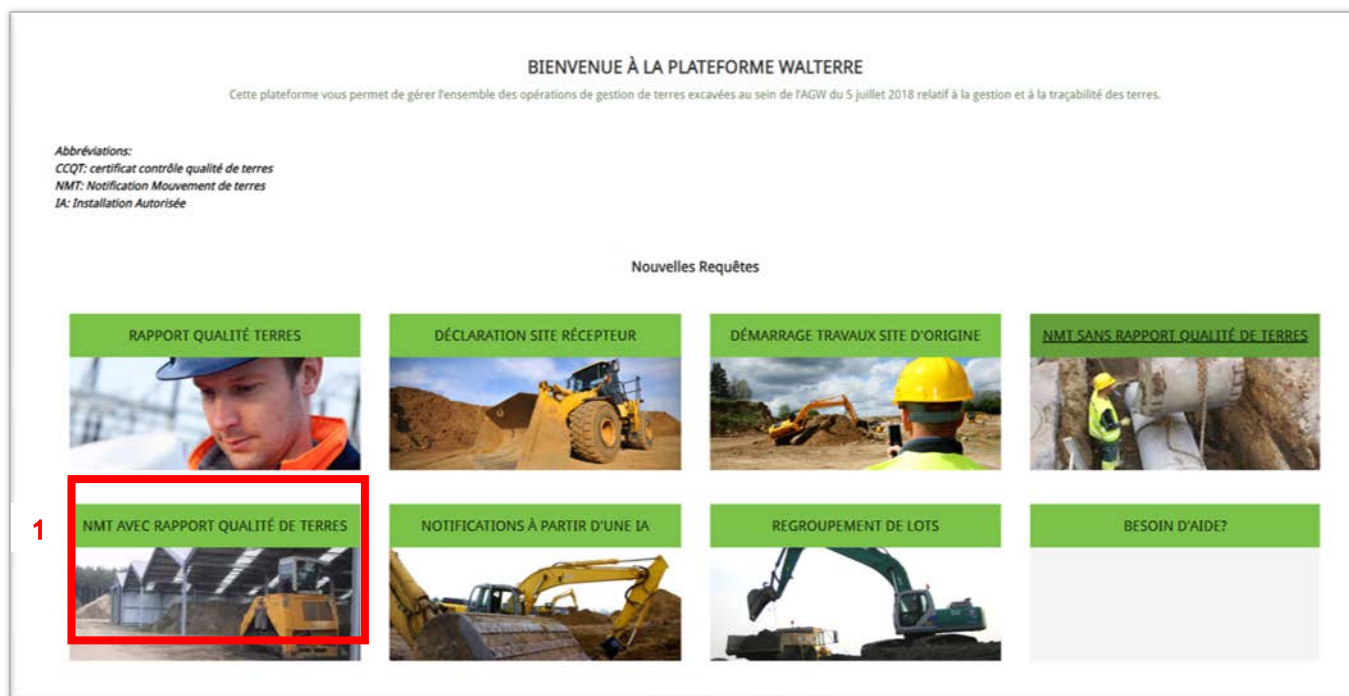 BIENVENUE À LA PLATEFORME WALTERRE
Cette plateforme vous permet de gérer l'ensemble des opérations de gestion de terres excavées au sein de l'AGW du 5 juillet 2018 relatif à la gestion et à la traçabilité des terres.
Abbréviations:
CCQT: certificat contrôle qualité de terres
NMT: Notification Mouvement de terres
IA: Installation Autorisée
Nouvelles Requêtes
RAPPORT QUALITÉ TERRES
DÉCLARATION SITE RÉCEPTEUR
DÉMARRAGE TRAVAUX SITE D'ORIGINE
NMT SANS RAPPORT QUALITÉ DE TERRES
1
NMT AVEC RAPPORT QUALITÉ DE TERRES
NOTIFICATIONS À PARTIR D'UNE IA
REGROUPEMENT DE LOTS
BESOIN D'AIDE?